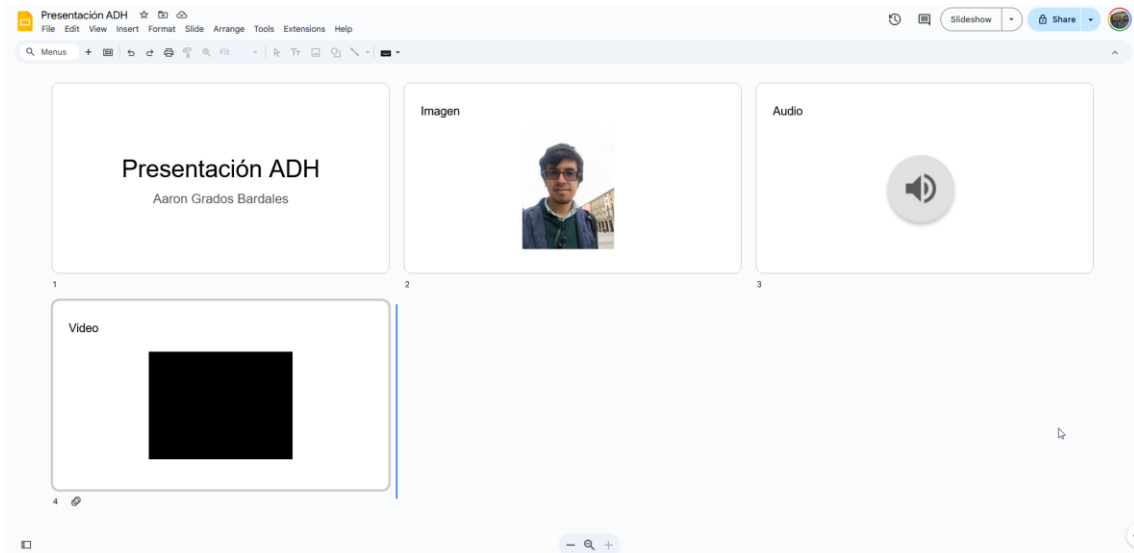 Presentación ADH
File Edit View Insert Format Slide Arrange Tools Extensions Help
Slideshow
Share
Menus
Fit
Tт
Presentación ADH
Aaron Grados Bardales
1
Imagen
2
Audio
3
Video
4